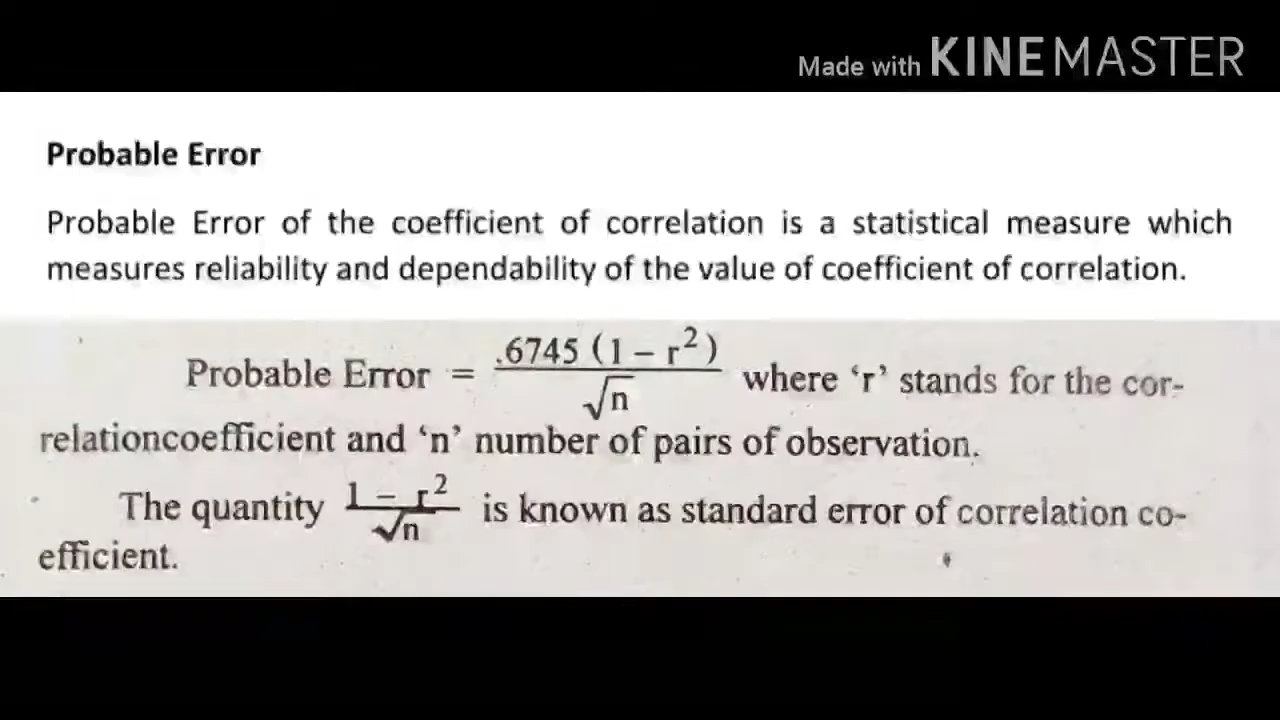 Made with KINEMASTER
Probable Error
Probable Error of the coefficient of correlation is a statistical measure which
measures reliability and dependability of the value of coefficient of correlation.
Probable Error = .6745 (1 – r²) / √n where ‘r’ stands for the cor-
relationcoefficient and ‘n’ number of pairs of observation.
The quantity 1 – r² / √n is known as standard error of correlation co-
efficient.